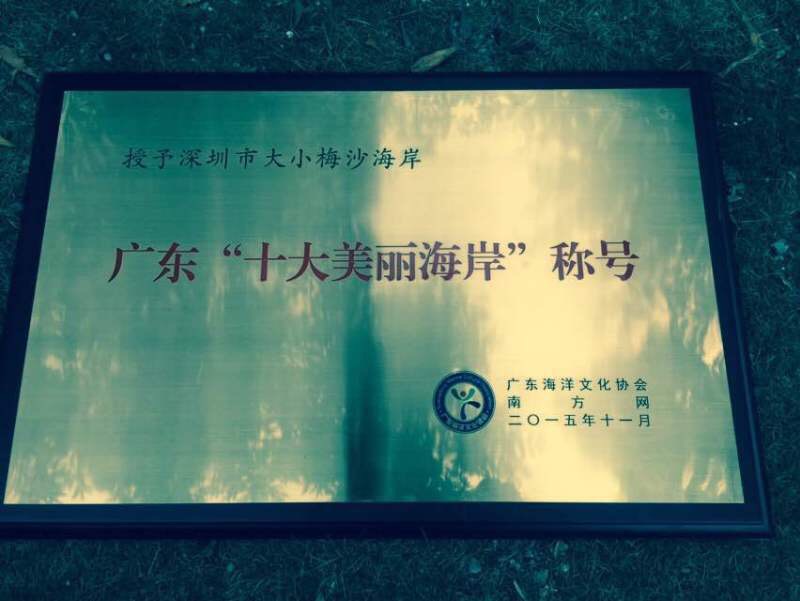 授予深圳市大小梅沙海岸
广东“十大美丽海岸”称号
广东海洋文化协会
南方网
二〇一五年十一月